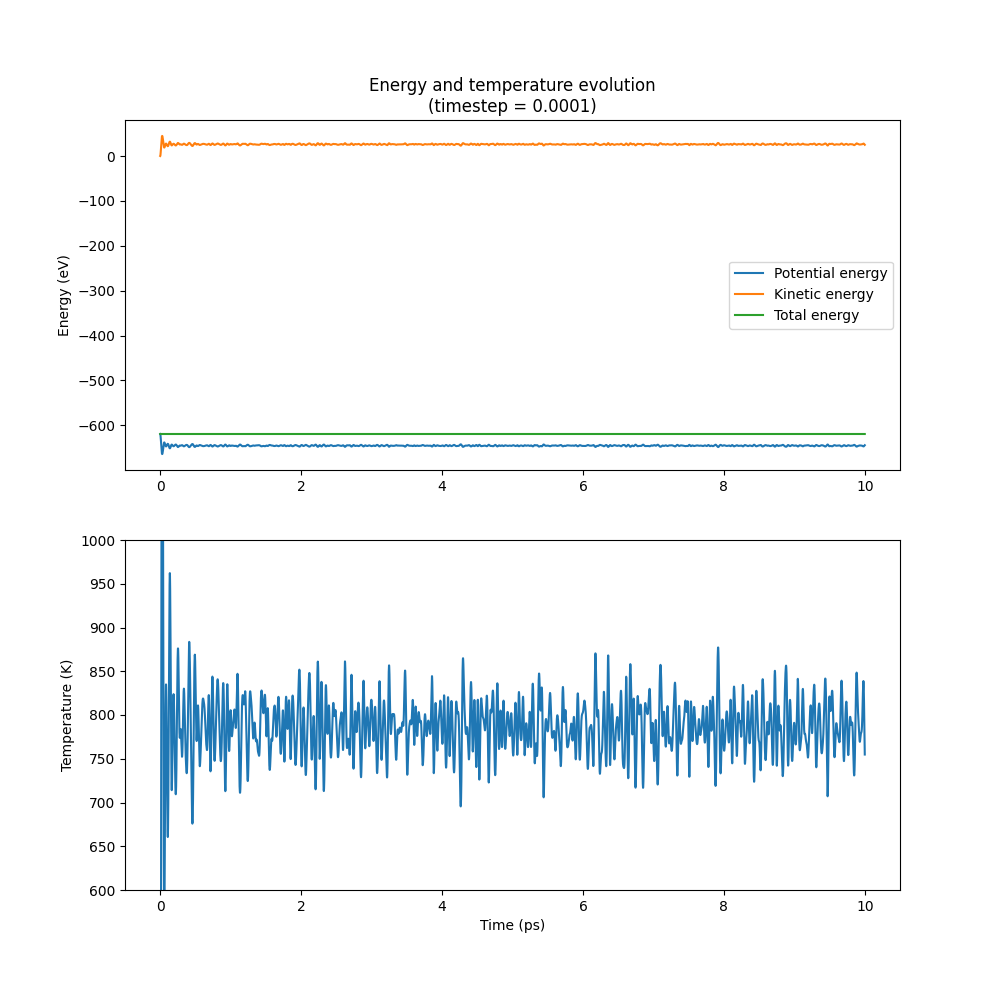 Energy and temperature evolution
(timestep = 0.0001)
0
−100
−200
−300
−400
−500
−600
Energy (eV)
Potential energy
Kinetic energy
Total energy
0 2 4 6 8 10
1000
950
900
850
800
750
700
650
600
Temperature (K)
0 2 4 6 8 10
Time (ps)